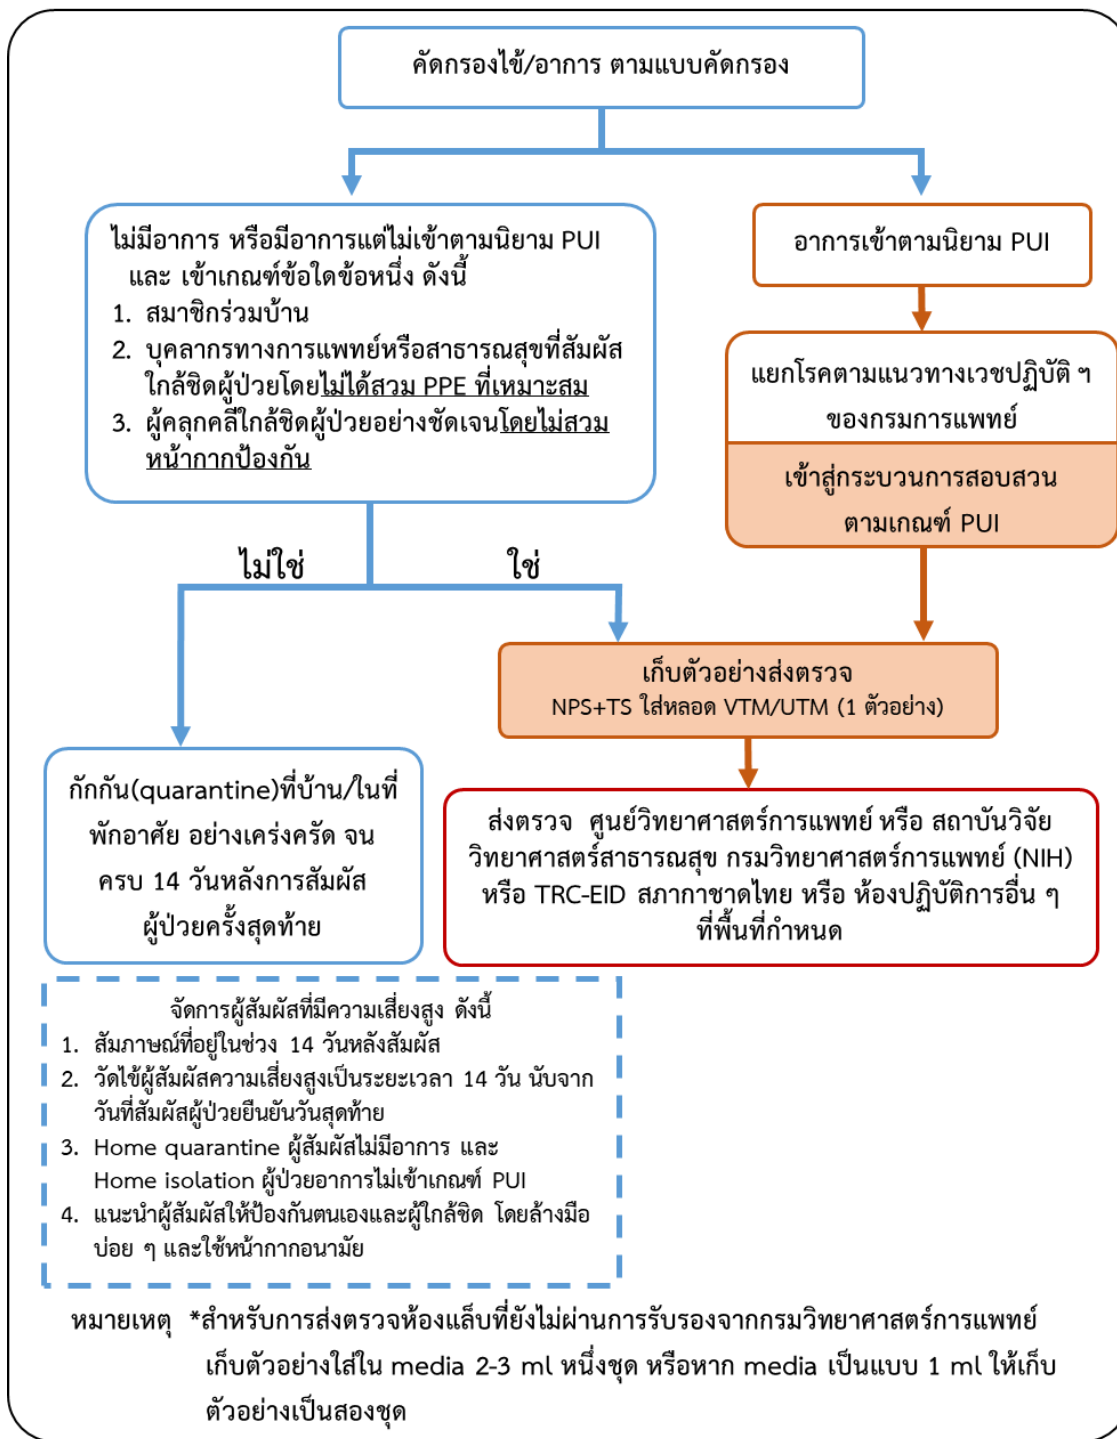 คัดกรองไข้/อาการ ตามแบบคัดกรอง
ไม่มีอาการ หรือมีอาการแต่ไม่เข้าตามนิยาม PUI
และ เข้าเกณฑ์ข้อใดข้อหนึ่ง ดังนี้
1. สมาชิกร่วมบ้าน
2. บุคลากรทางการแพทย์หรือสาธารณสุขที่สัมผัส
ใกล้ชิดผู้ป่วยโดยไม่ได้สวม PPE ที่เหมาะสม
3. ผู้คลุกคลีใกล้ชิดผู้ป่วยอย่างชัดเจนโดยไม่สวม
หน้ากากป้องกัน
อาการเข้าตามนิยาม PUI
แยกโรคตามแนวทางเวชปฏิบัติ ฯ
ของกรมการแพทย์
เข้าสู่กระบวนการสอบสวน
ตามเกณฑ์ PUI
ไม่ใช่
ใช่
เก็บตัวอย่างส่งตรวจ
NPS+TS ใส่หลอด VTM/UTM (1 ตัวอย่าง)
กักกัน(quarantine)ที่บ้าน/ในที่
พักอาศัย อย่างเคร่งครัด จน
ครบ 14 วันหลังการสัมผัส
ผู้ป่วยครั้งสุดท้าย
ส่งตรวจ ศูนย์วิทยาศาสตร์การแพทย์ หรือ สถาบันวิจัย
วิทยาศาสตร์สาธารณสุข กรมวิทยาศาสตร์การแพทย์ (NIH)
หรือ TRC-EID สภากาชาดไทย หรือ ห้องปฏิบัติการอื่น ๆ
ที่พื้นที่กำหนด
จัดการผู้สัมผัสที่มีความเสี่ยงสูง ดังนี้
1. สัมภาษณ์ที่อยู่ในช่วง 14 วันหลังสัมผัส
2. วัดไข้ผู้สัมผัสความเสี่ยงสูงเป็นระยะเวลา 14 วัน นับจาก
วันที่สัมผัสผู้ป่วยยืนยันวันสุดท้าย
3. Home quarantine ผู้สัมผัสไม่มีอาการ และ
Home isolation ผู้ป่วยอาการไม่เข้าเกณฑ์ PUI
4. แนะนำผู้สัมผัสให้ป้องกันตนเองและผู้ใกล้ชิด โดยล้างมือ
บ่อย ๆ และใช้หน้ากากอนามัย
หมายเหตุ *สำหรับการส่งตรวจห้องแล็บที่ยังไม่ผ่านการรับรองจากกรมวิทยาศาสตร์การแพทย์
เก็บตัวอย่างใส่ใน media 2-3 ml หนึ่งชุด หรือหาก media เป็นแบบ 1 ml ให้เก็บ
ตัวอย่างเป็นสองชุด